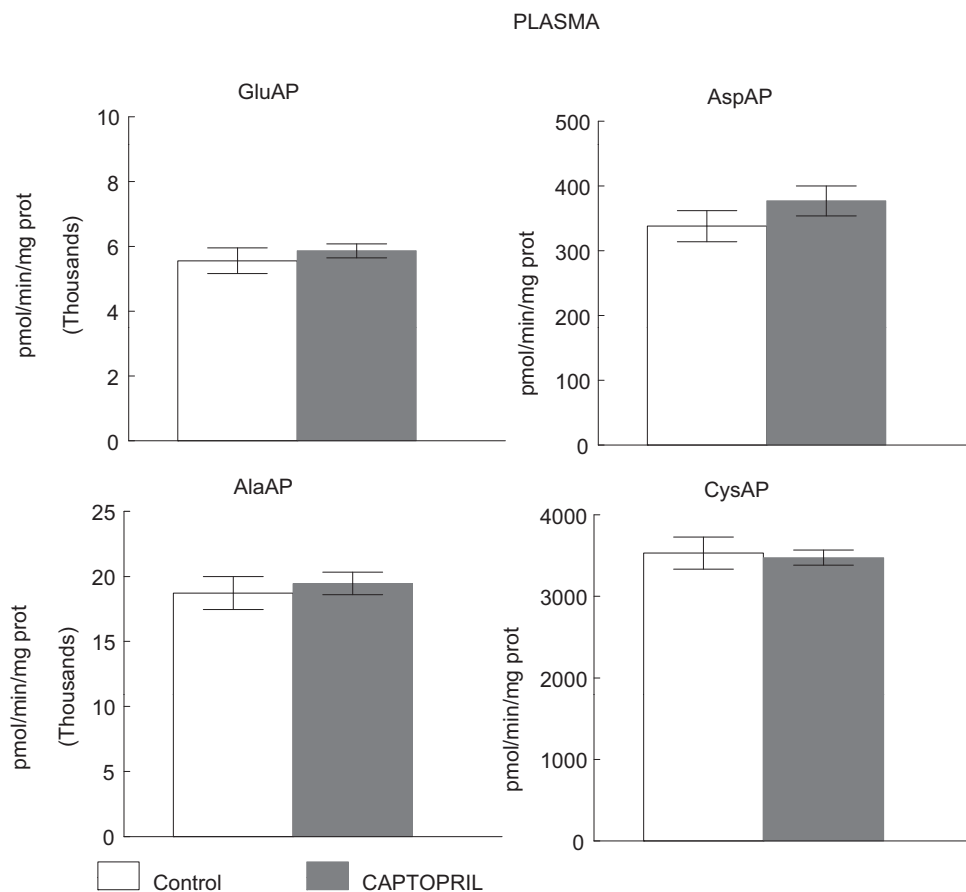 PLASMA
GluAP
10
8
6
4
2
0
pmol/min/mg prot
(Thousands)
AspAP
500
400
300
200
100
0
pmol/min/mg prot
AlaAP
25
20
15
10
5
0
pmol/min/mg prot
(Thousands)
CysAP
4000
3000
2000
1000
0
pmol/min/mg prot
Control
CAPTOPRIL